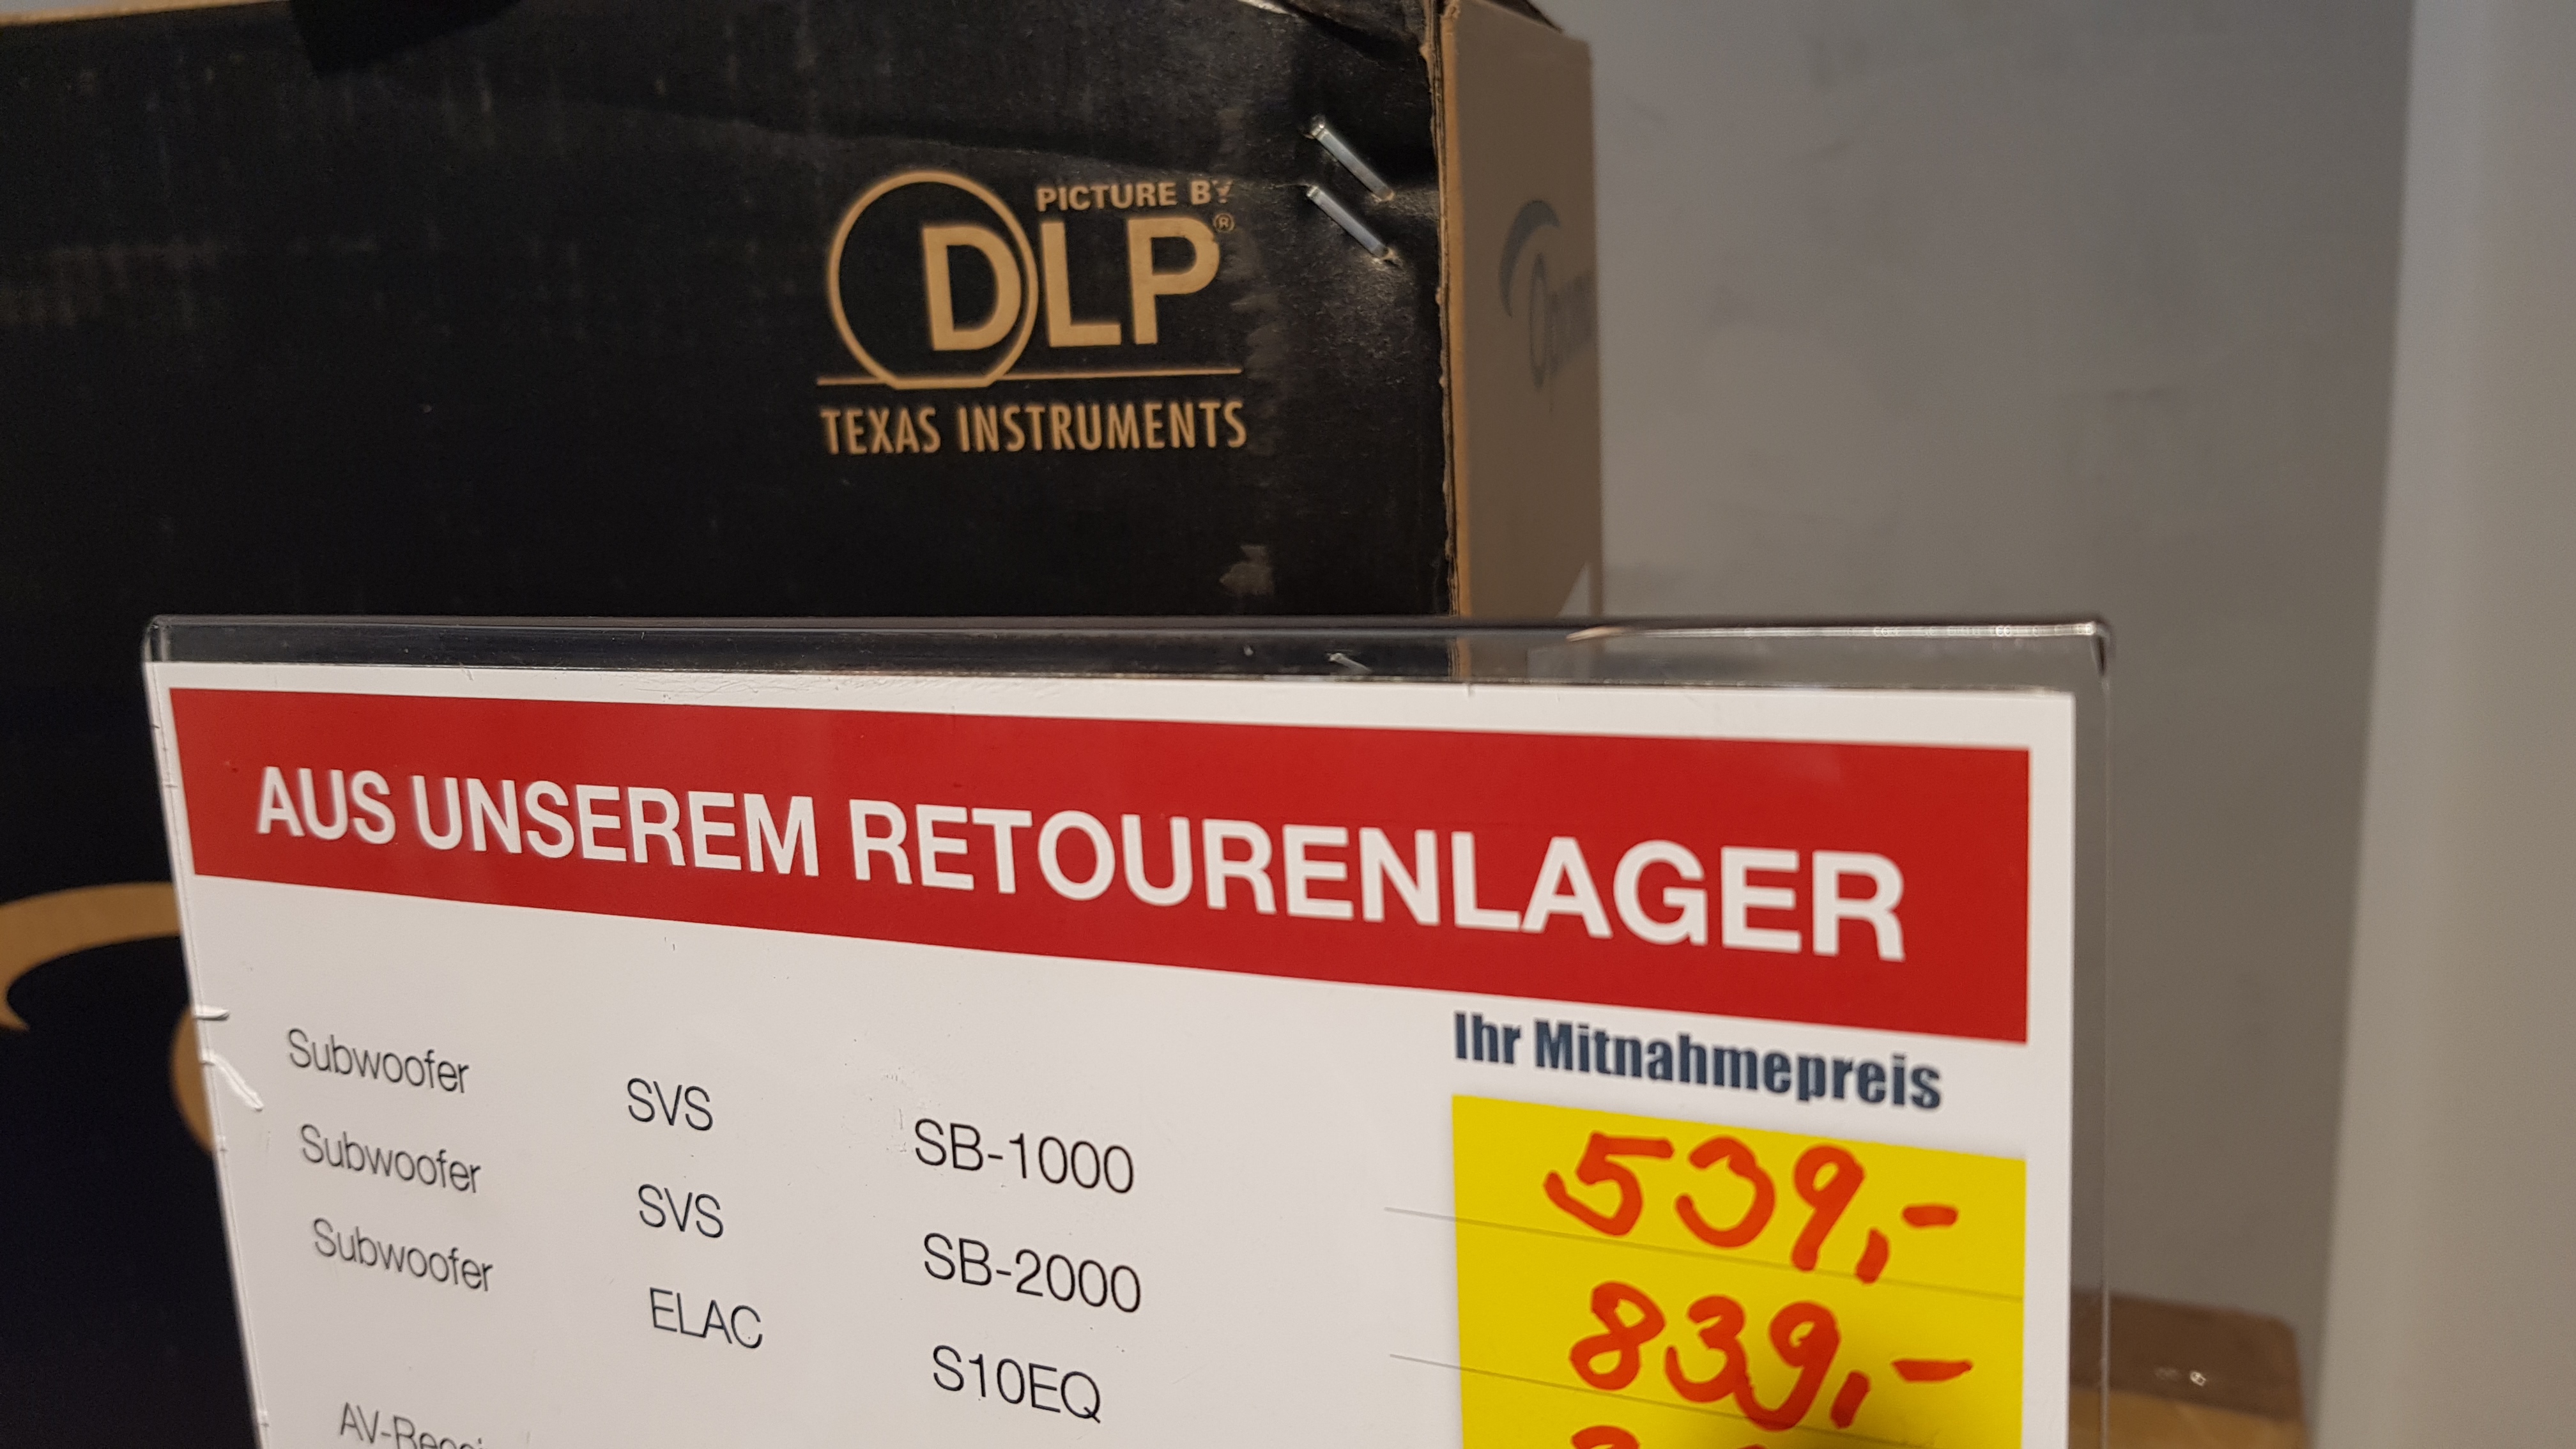 PICTURE BY
DLP®
TEXAS INSTRUMENTS
AUS UNSEREM RETOURENLAGER
Ihr Mitnahmepreis
Subwoofer SVS SB-1000 539,-
Subwoofer SVS SB-2000 839,-
Subwoofer ELAC S10EQ